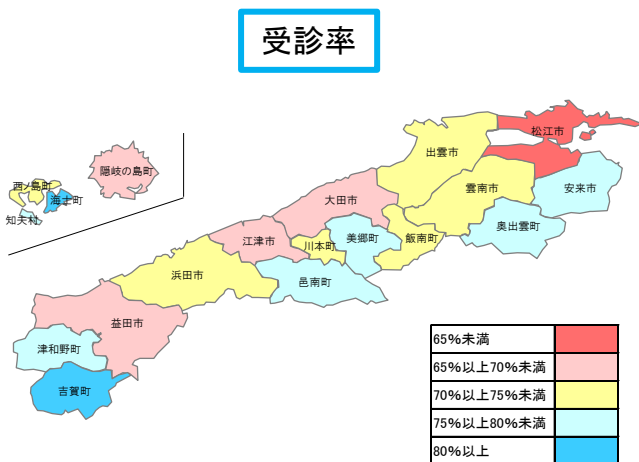 受診率
松江市
出雲市
隠岐の島町
雲南市
安来市
西ノ島町
海士町
大田市
知夫村
奥出雲町
江津市
川本町
美郷町
飯南町
浜田市
邑南町
益田市
津和野町
吉賀町
65%未満
65%以上70%未満
70%以上75%未満
75%以上80%未満
80%以上